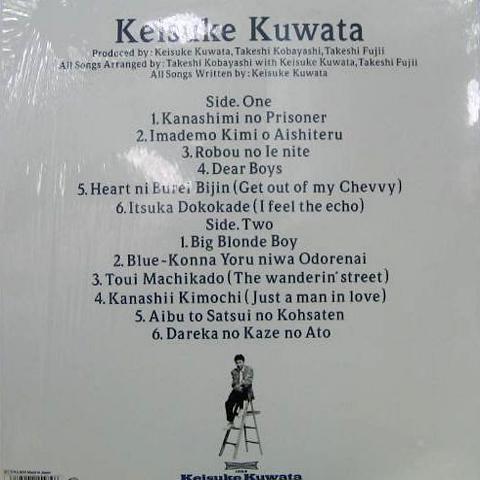 Keisuke Kuwata
Produced by: Keisuke Kuwata, Takeshi Kobayashi, Takeshi Fujii
All Songs Arranged by: Takeshi Kobayashi with Keisuke Kuwata, Takeshi Fujii
All Songs Written by: Keisuke Kuwata
Side. One
1. Kanashimi no Prisoner
2. Imademo Kimi o Aishiteru
3. Robou no Ie nite
4. Dear Boys
5. Heart ni Burei Bijin (Get out of my Chevvy)
6. Itsuka Dokokade (I feel the echo)
Side. Two
1. Big Blonde Boy
2. Blue-Konna Yoru niwa Odorenai
3. Toui Machikado (The wanderin' street)
4. Kanashii Kimochi (Just a man in love)
5. Aibu to Satsui no Kohsaten
6. Dareka no Kaze no Ato
Keisuke Kuwata